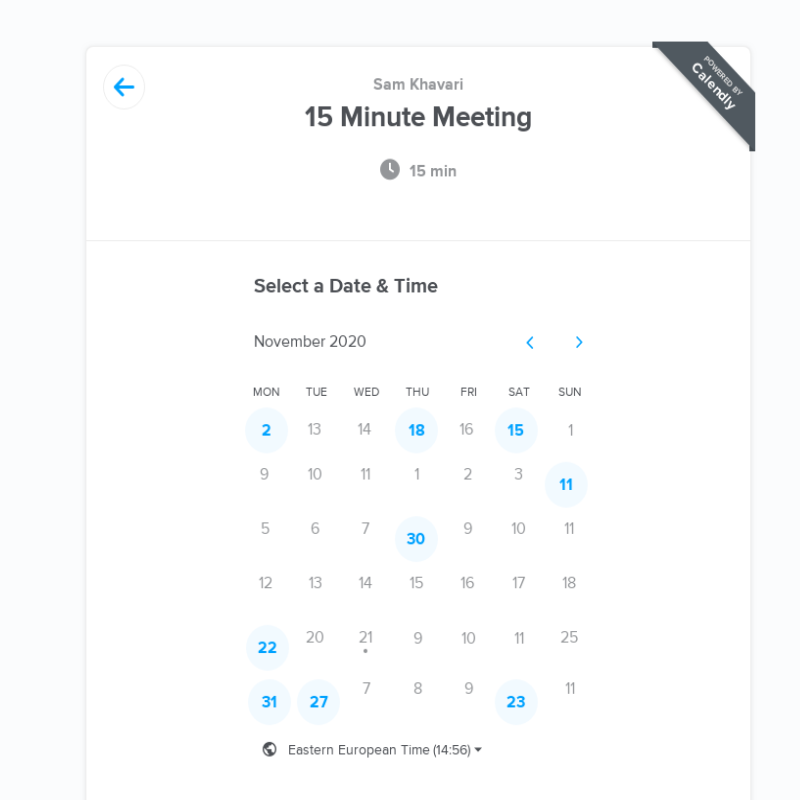 POWERED BY
Calendly
Sam Khavari
15 Minute Meeting
15 min
Select a Date & Time
November 2020
MON TUE WED THU FRI SAT SUN
2 13 14 18 16 15 1
9 10 11 1 2 3 11
5 6 7 30 9 10 11
12 13 14 15 16 17 18
22 20 21 9 10 11 25
31 27 7 8 9 23 11
Eastern European Time (14:56)